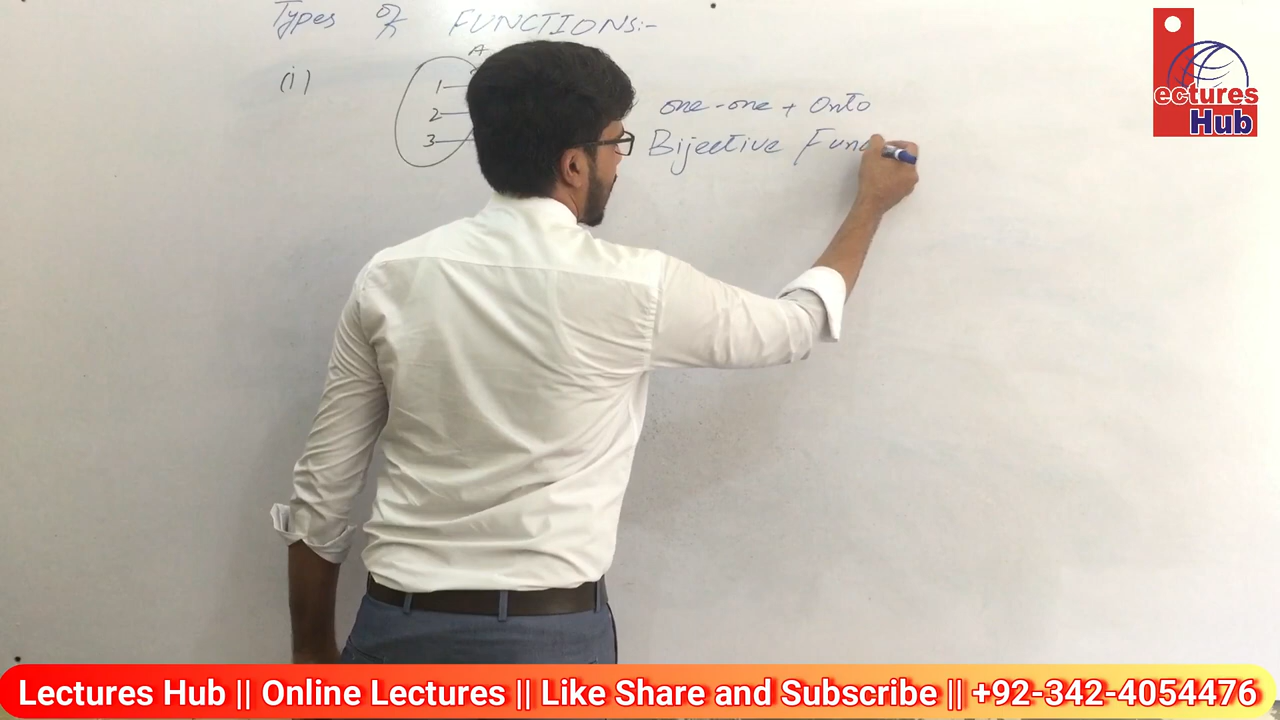 Types of FUNCTIONS:-
A
(i)
1
2
3
one-one + Onto
Bijective Func
ectures
Hub
Lectures Hub || Online Lectures || Like Share and Subscribe || +92-342-4054476